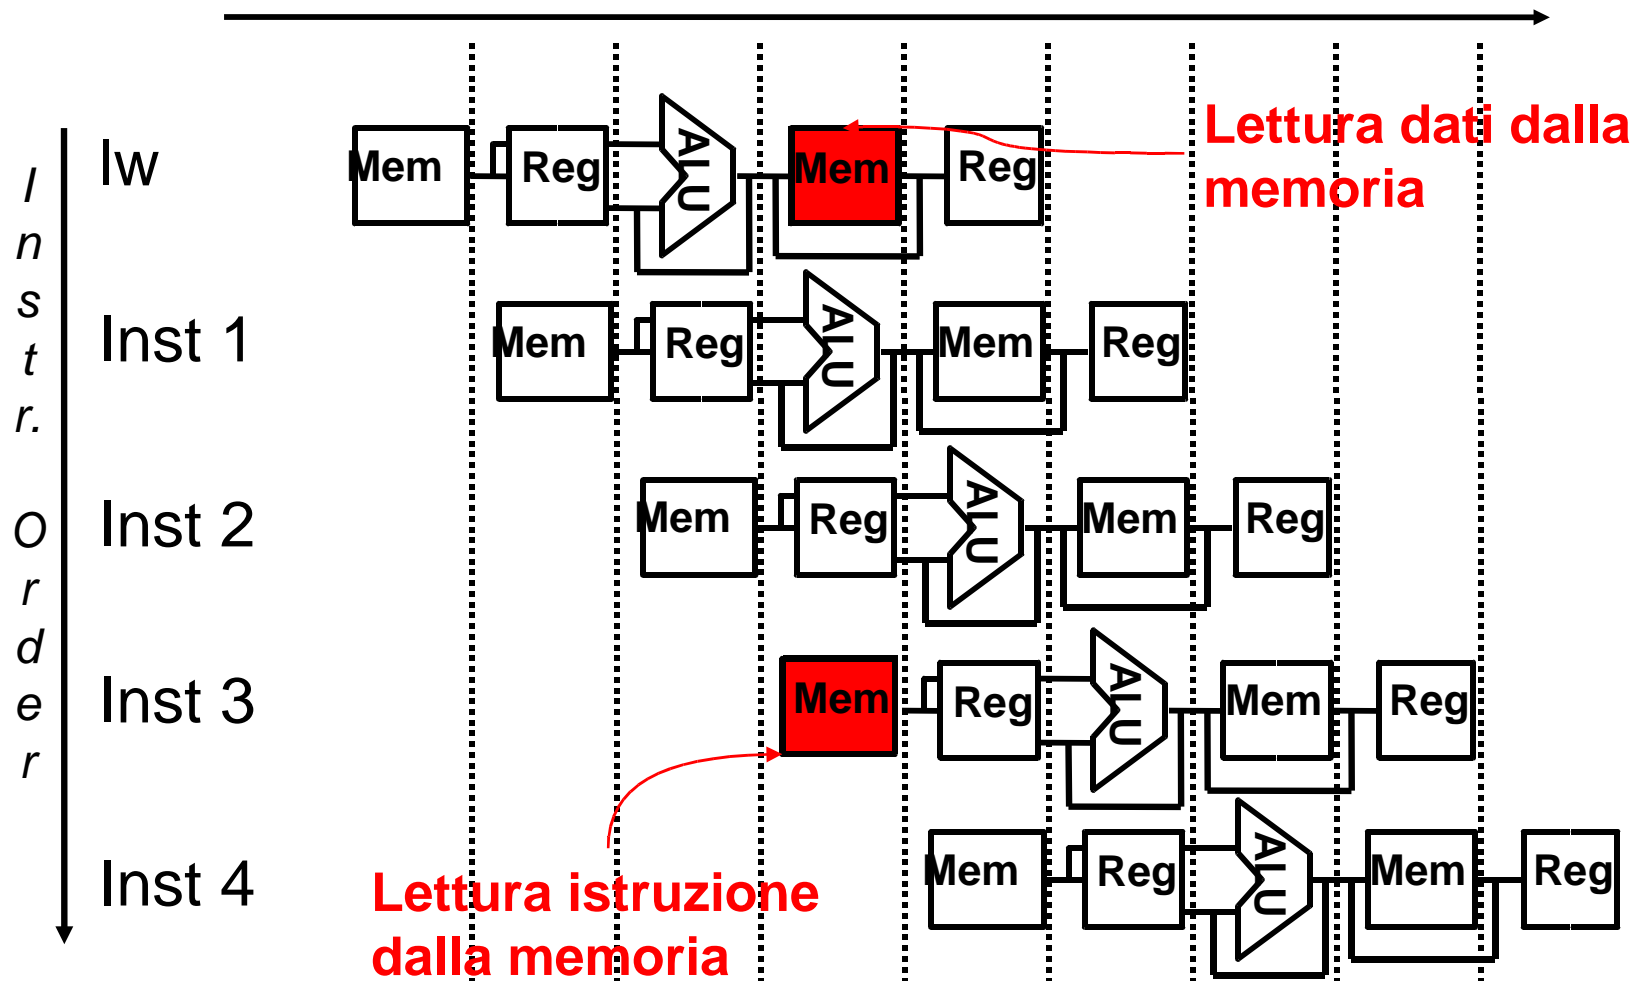 Instr. Order
lw
Mem Reg ALU Mem Reg
Lettura dati dalla
memoria
Inst 1
Mem Reg ALU Mem Reg
Inst 2
Mem Reg ALU Mem Reg
Inst 3
Mem Reg ALU Mem Reg
Inst 4
Mem Reg ALU Mem Reg
Lettura istruzione
dalla memoria